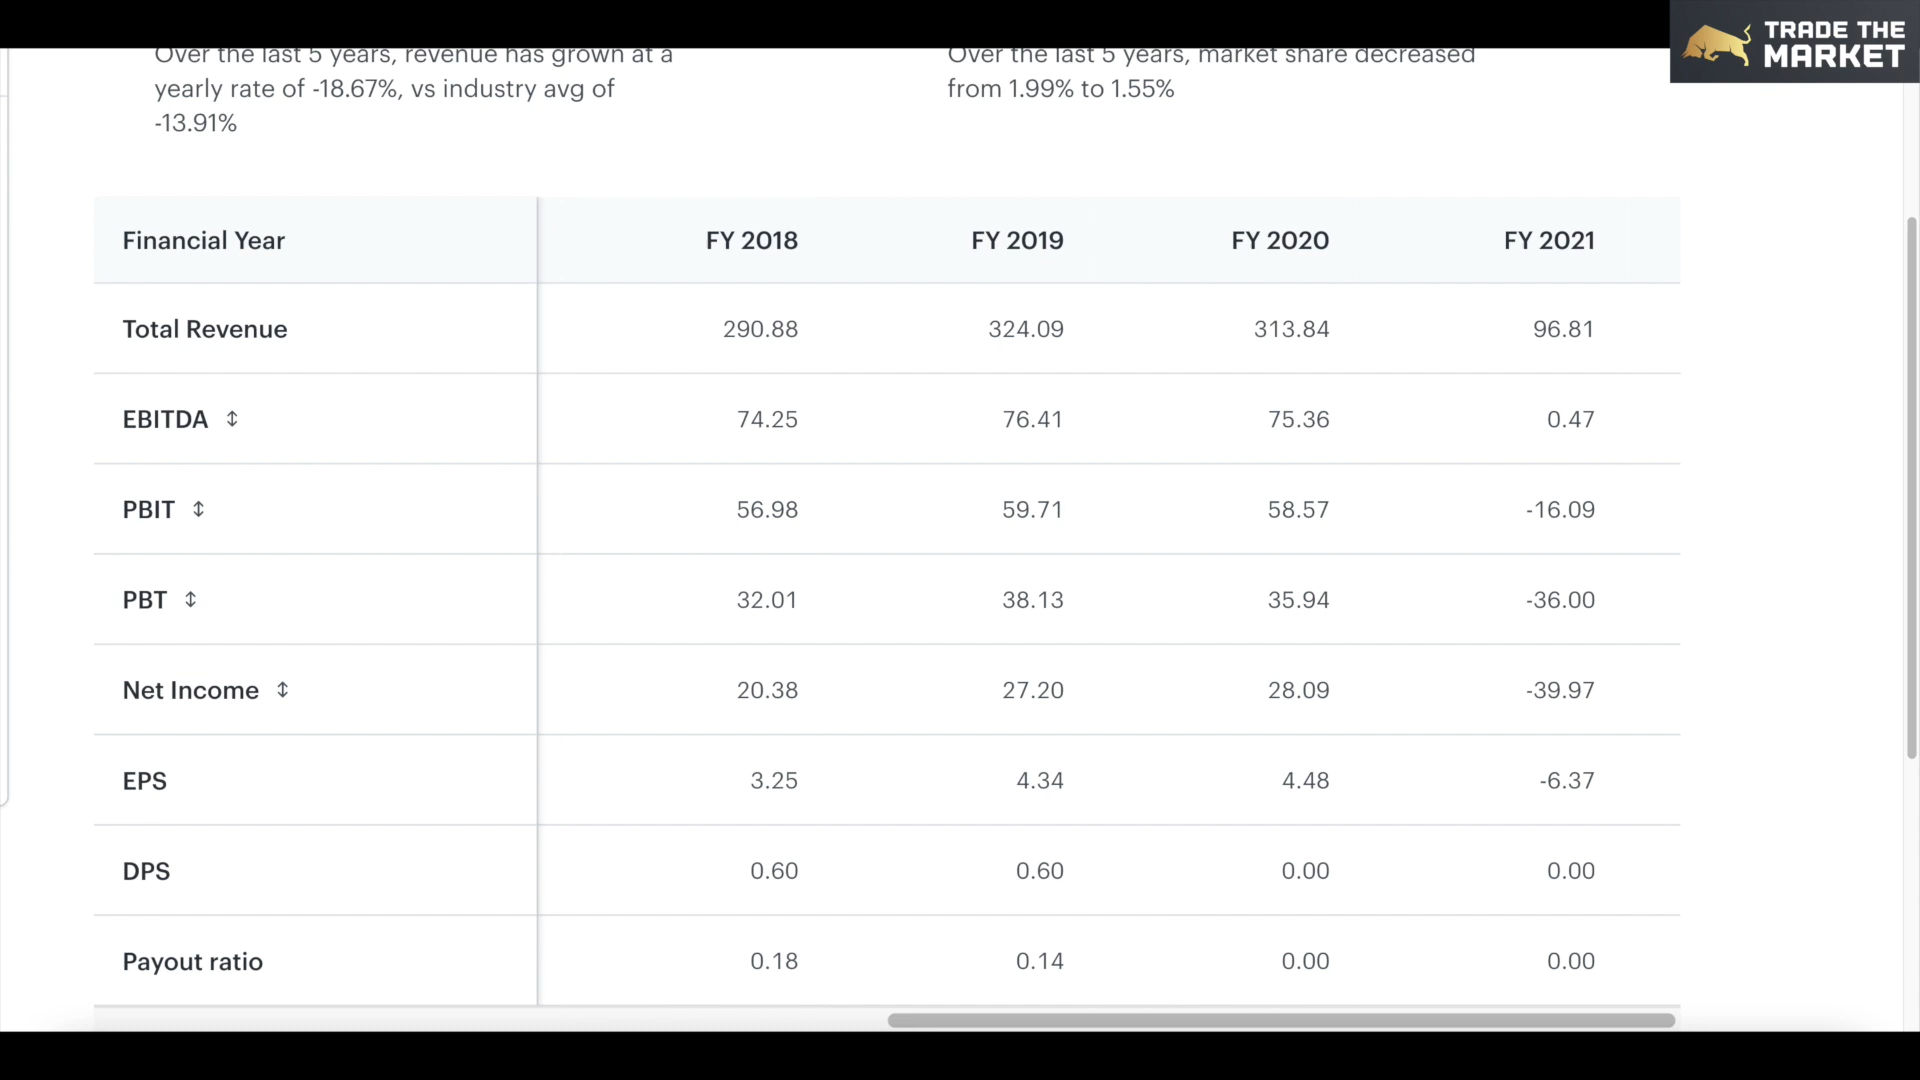 TRADE THE
MARKET
Over the last 5 years, revenue has grown at a
yearly rate of -18.67%, vs industry avg of
-13.91%
Over the last 5 years, market share decreased
from 1.99% to 1.55%
Financial Year FY 2018 FY 2019 FY 2020 FY 2021
Total Revenue 290.88 324.09 313.84 96.81
EBITDA ↕ 74.25 76.41 75.36 0.47
PBIT ↕ 56.98 59.71 58.57 -16.09
PBT ↕ 32.01 38.13 35.94 -36.00
Net Income ↕ 20.38 27.20 28.09 -39.97
EPS 3.25 4.34 4.48 -6.37
DPS 0.60 0.60 0.00 0.00
Payout ratio 0.18 0.14 0.00 0.00